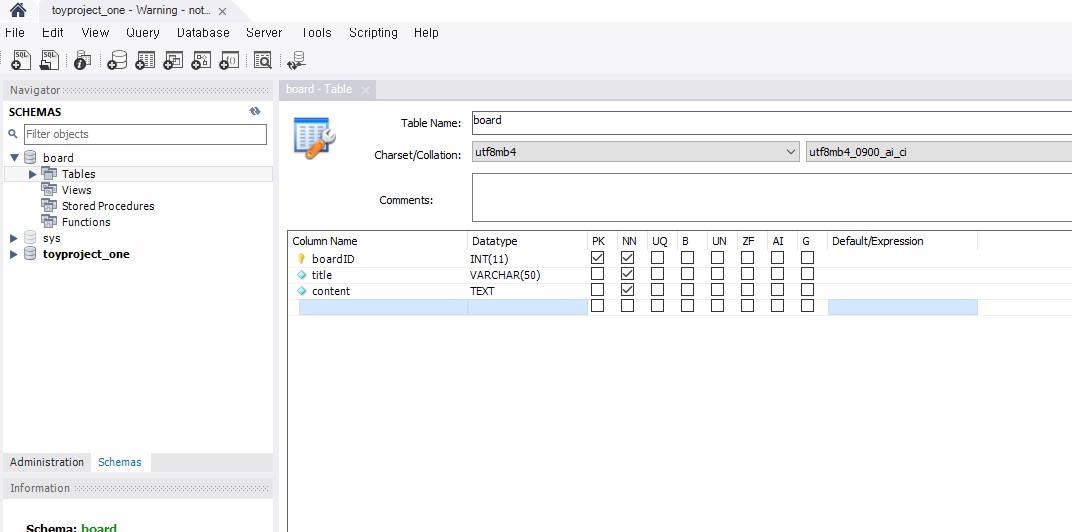 toyproject_one - Warning - not...
File Edit View Query Database Server Tools Scripting Help
Navigator
SCHEMAS
Filter objects
board
Tables
Views
Stored Procedures
Functions
sys
toyproject_one
Administration Schemas
Information
Schema: board
board - Table
Table Name: board
Charset/Collation: utf8mb4 utf8mb4_0900_ai_ci
Comments:
Column Name Datatype PK NN UQ B UN ZF AI G Default/Expression
boardID INT(11)
title VARCHAR(50)
content TEXT